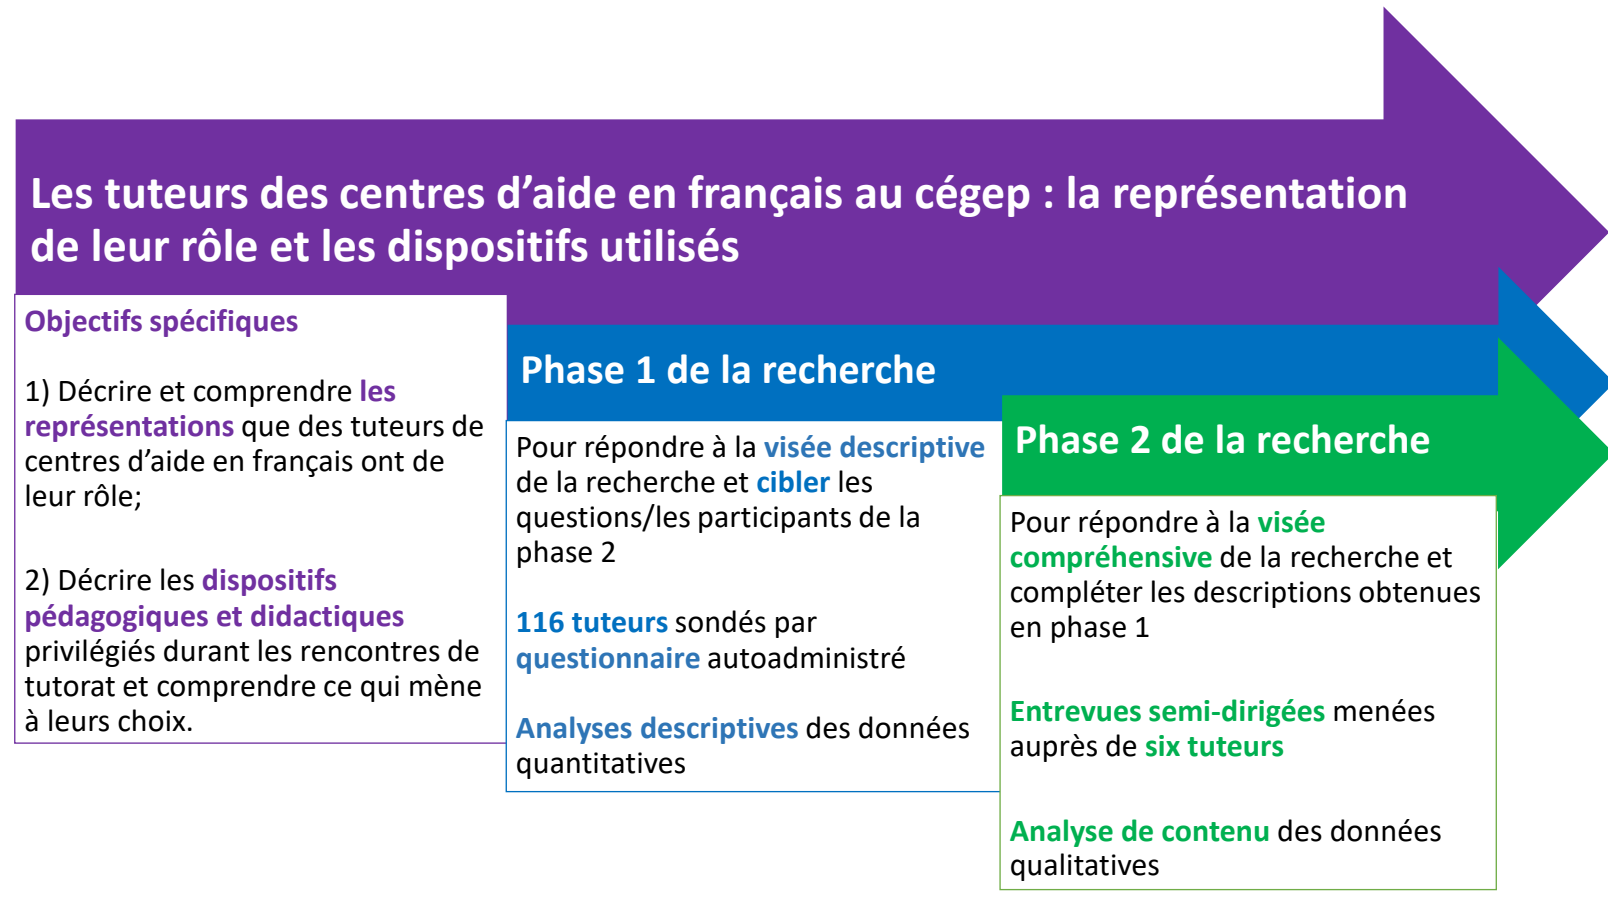 Les tuteurs des centres d’aide en français au cégep : la représentation
de leur rôle et les dispositifs utilisés
Objectifs spécifiques
1) Décrire et comprendre les
représentations que des tuteurs de
centres d’aide en français ont de
leur rôle;
2) Décrire les dispositifs
pédagogiques et didactiques
privilégiés durant les rencontres de
tutorat et comprendre ce qui mène
à leurs choix.
Phase 1 de la recherche
Pour répondre à la visée descriptive
de la recherche et cibler les
questions/les participants de la
phase 2
116 tuteurs sondés par
questionnaire autoadministré
Analyses descriptives des données
quantitatives
Phase 2 de la recherche
Pour répondre à la visée
compréhensive de la recherche et
compléter les descriptions obtenues
en phase 1
Entrevues semi-dirigées menées
auprès de six tuteurs
Analyse de contenu des données
qualitatives